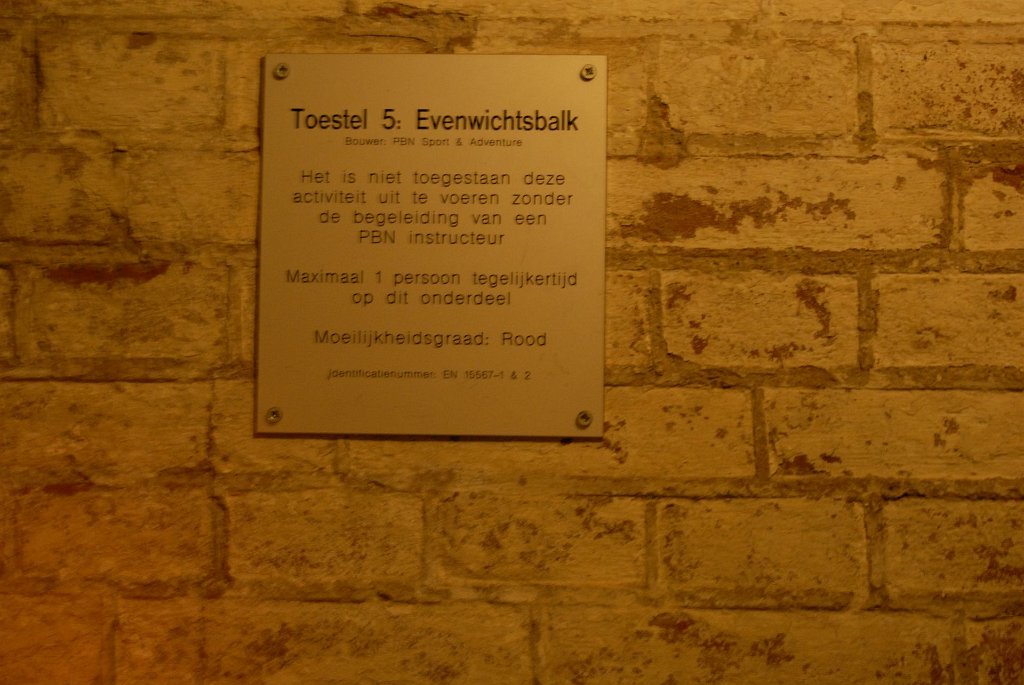 Toestel 5: Evenwichtsbalk
Bouwer: PBN Sport & Adventure
Het is niet toegestaan deze
activiteit uit te voeren zonder
de begeleiding van een
PBN instructeur
Maximaal 1 persoon tegelijkertijd
op dit onderdeel
Moeilijkheidsgraad: Rood
Identificatienummer: EN 15567-1 & 2